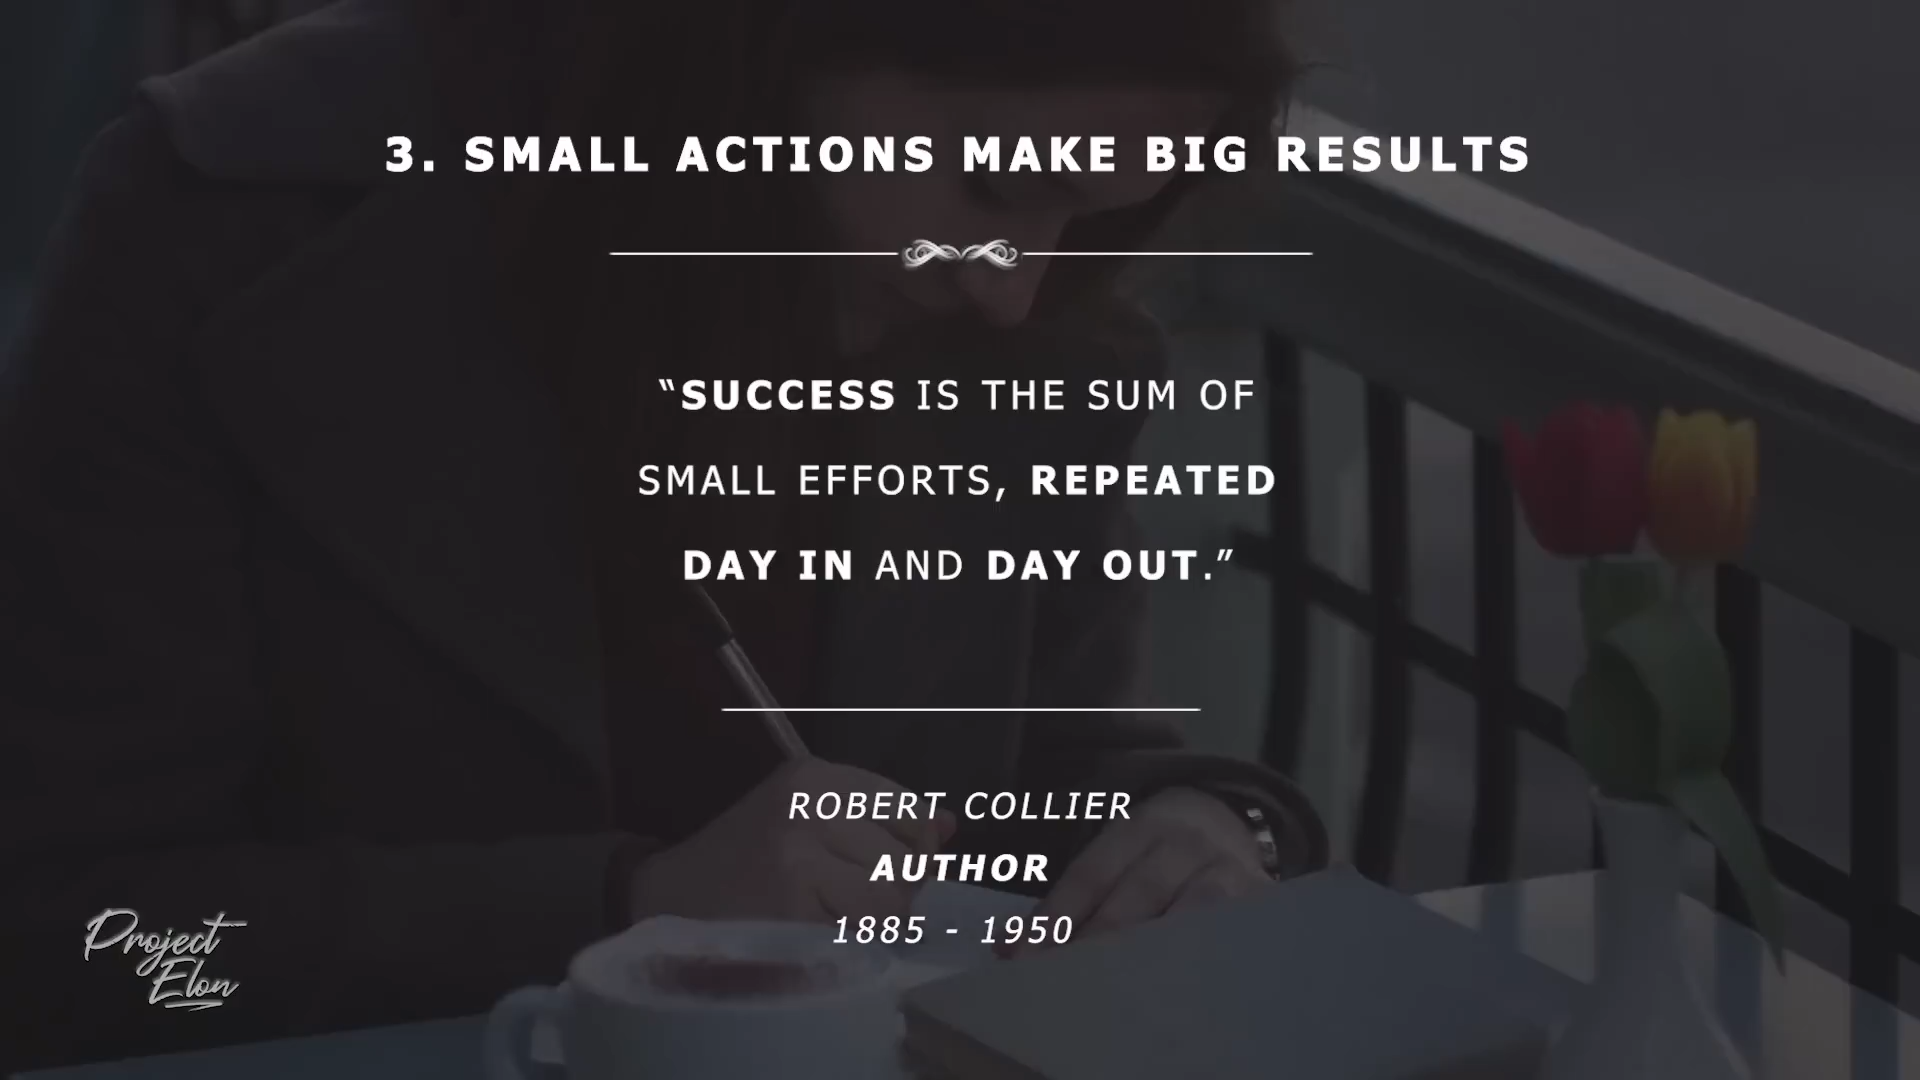 3. SMALL ACTIONS MAKE BIG RESULTS
“SUCCESS IS THE SUM OF
SMALL EFFORTS, REPEATED
DAY IN AND DAY OUT.”
ROBERT COLLIER
AUTHOR
1885 - 1950
Project
Elon